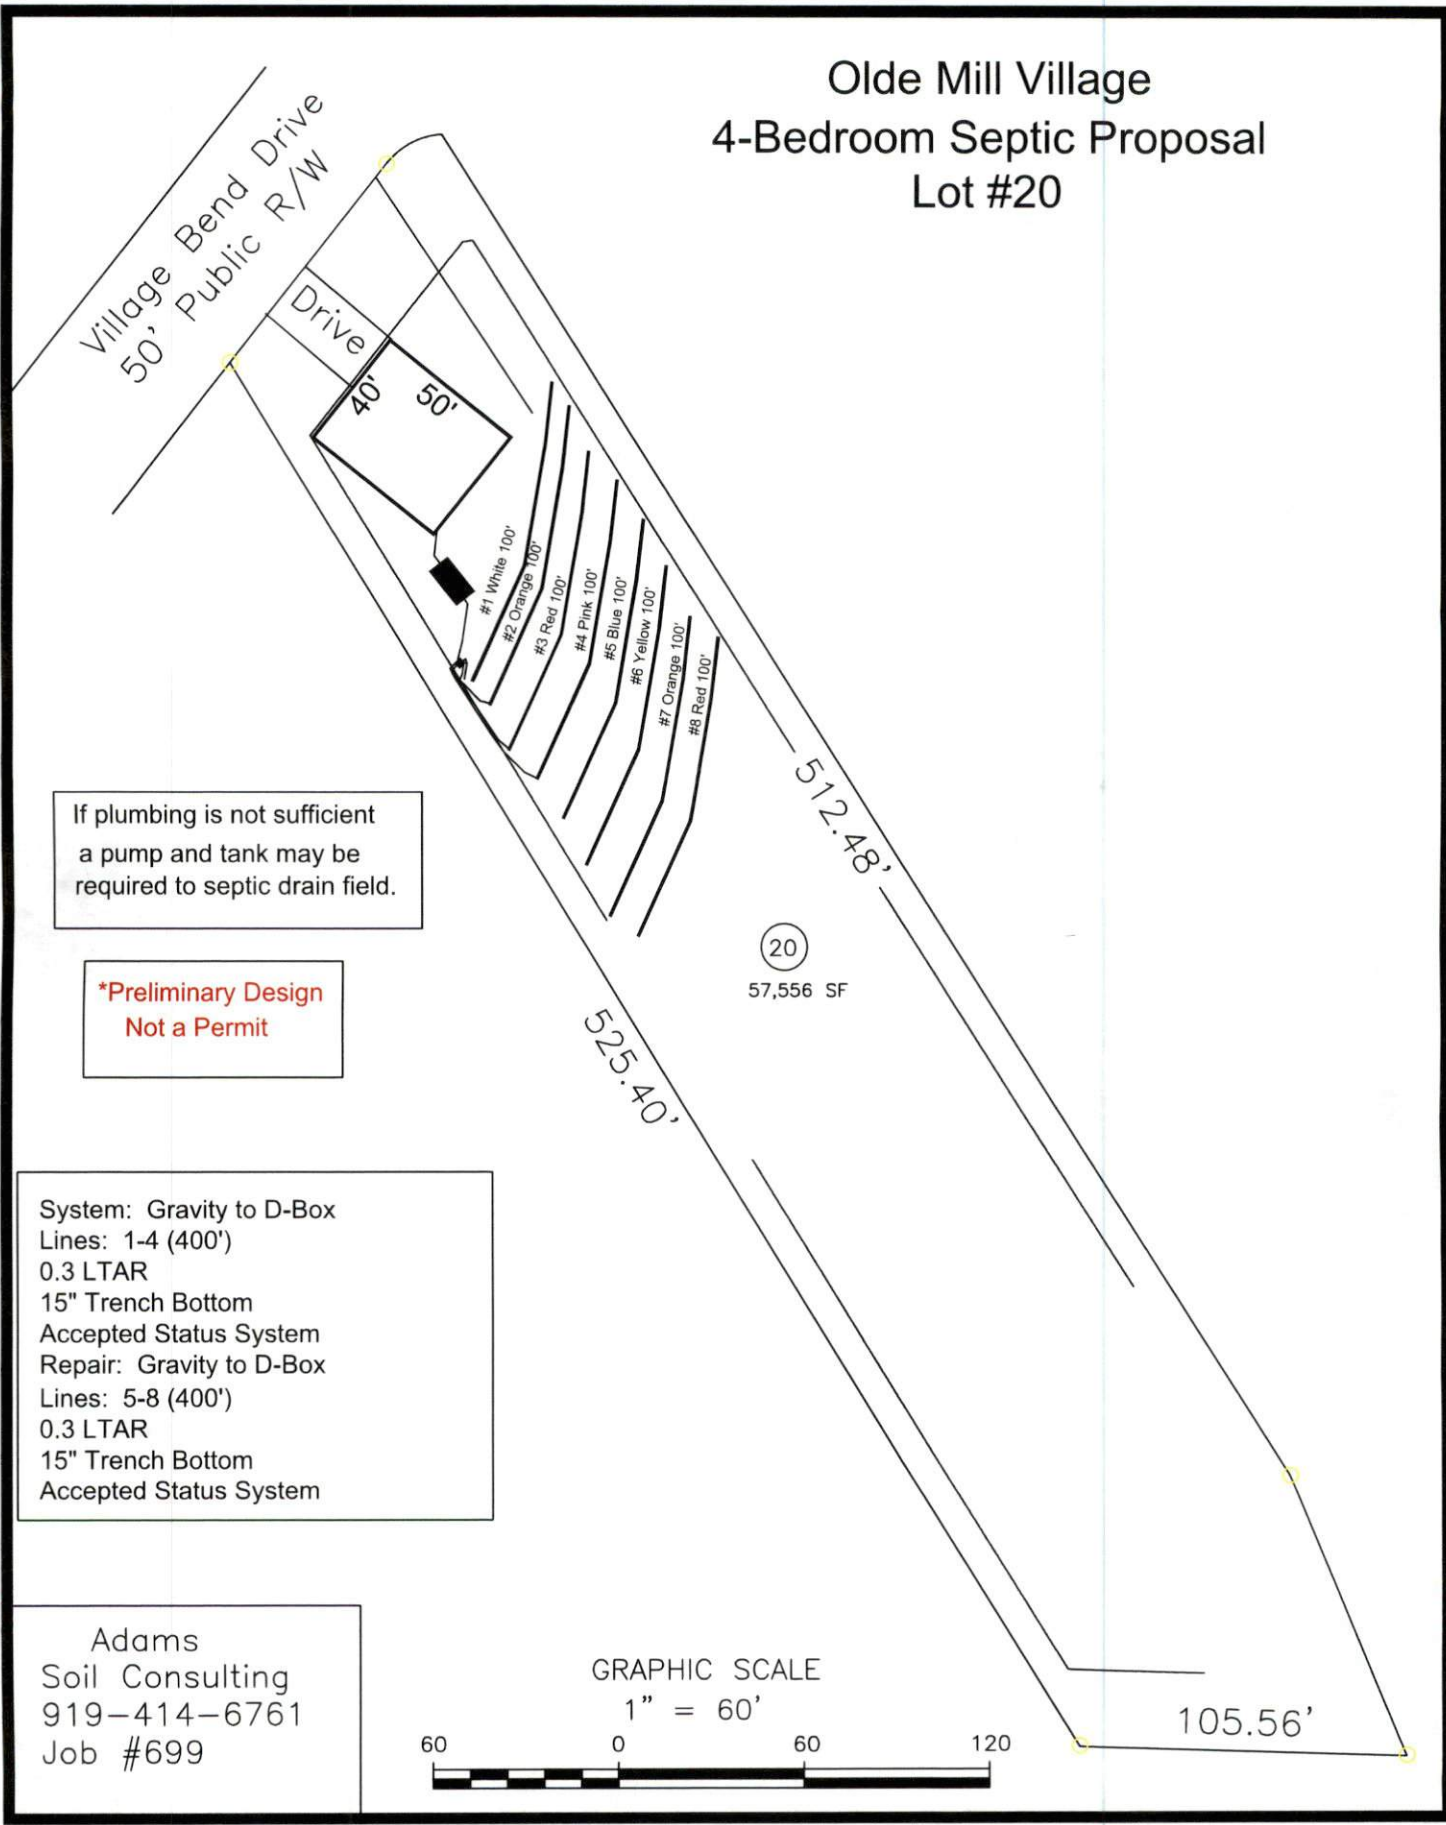 Olde Mill Village
4-Bedroom Septic Proposal
Lot #20
Village Bend Drive
50' Public R/W
Drive
40'
50'
#1 White 100'
#2 Orange 100'
#3 Red 100'
#4 Pink 100'
#5 Blue 100'
#6 Yellow 100'
#7 Orange 100'
#8 Red 100'
512.48'
If plumbing is not sufficient
a pump and tank may be
required to septic drain field.
*Preliminary Design
Not a Permit
20
57,556 SF
525.40'
System: Gravity to D-Box
Lines: 1-4 (400')
0.3 LTAR
15" Trench Bottom
Accepted Status System
Repair: Gravity to D-Box
Lines: 5-8 (400')
0.3 LTAR
15" Trench Bottom
Accepted Status System
Adams
Soil Consulting
919-414-6761
Job #699
GRAPHIC SCALE
1" = 60'
60 0 60 120
105.56'